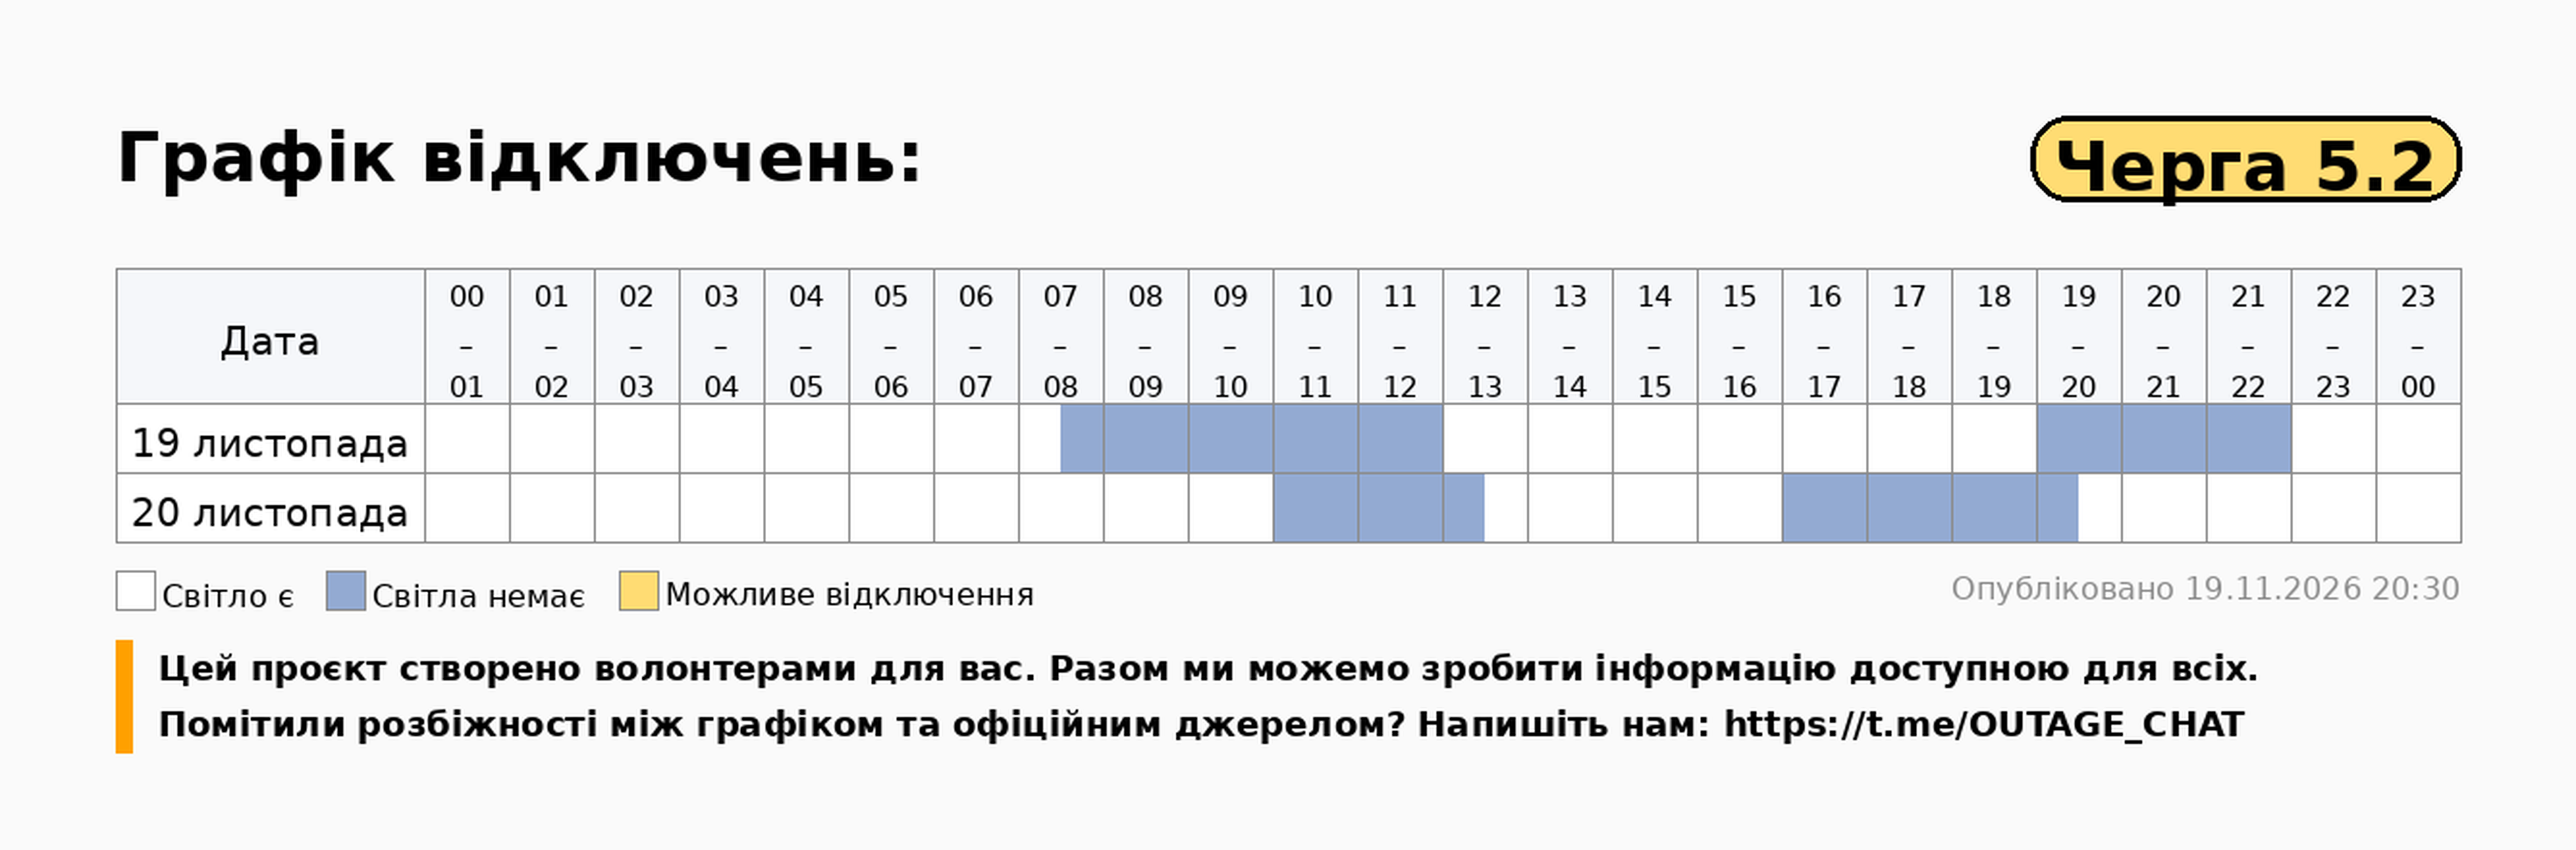 Графік відключень:
Черга 5.2
Дата 00 – 01 01 – 02 02 – 03 03 – 04 04 – 05 05 – 06 06 – 07 07 – 08 08 – 09 09 – 10 10 – 11 11 – 12 12 – 13 13 – 14 14 – 15 15 – 16 16 – 17 17 – 18 18 – 19 19 – 20 20 – 21 21 – 22 22 – 23 23 – 00
19 листопада
20 листопада
Світло є Світла немає Можливе відключення
Опубліковано 19.11.2026 20:30
Цей проєкт створено волонтерами для вас. Разом ми можемо зробити інформацію доступною для всіх.
Помітили розбіжності між графіком та офіційним джерелом? Напишіть нам: https://t.me/OUTAGE_CHAT